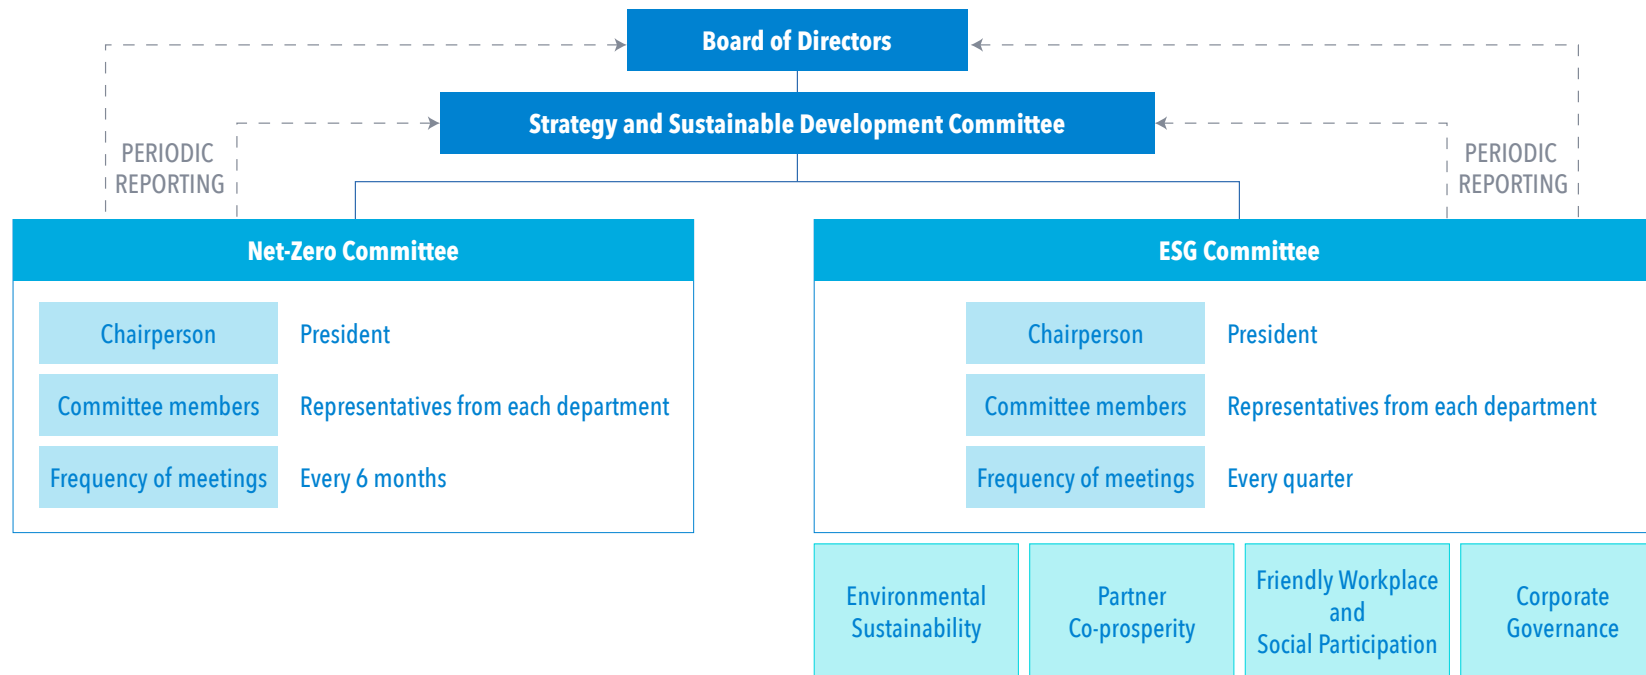 Board of Directors
Strategy and Sustainable Development Committee
PERIODIC
REPORTING
PERIODIC
REPORTING
Net-Zero Committee
Chairperson
President
Committee members
Representatives from each department
Frequency of meetings
Every 6 months
ESG Committee
Chairperson
President
Committee members
Representatives from each department
Frequency of meetings
Every quarter
Environmental
Sustainability
Partner
Co-prosperity
Friendly Workplace
and
Social Participation
Corporate
Governance